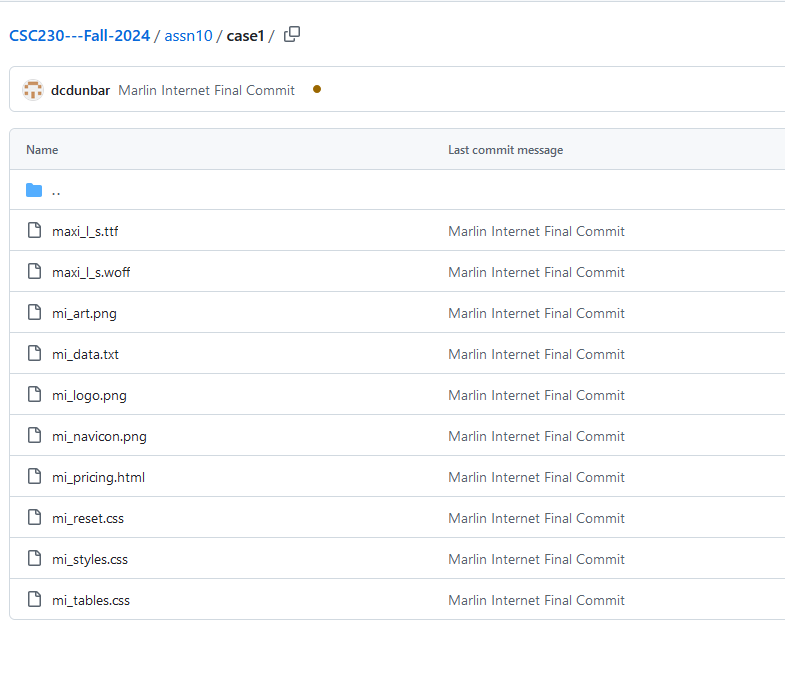 CSC230---Fall-2024 / assn10 / case1 /
dcdunbar Marlin Internet Final Commit
Name Last commit message
..
maxi_l_s.ttf Marlin Internet Final Commit
maxi_l_s.woff Marlin Internet Final Commit
mi_art.png Marlin Internet Final Commit
mi_data.txt Marlin Internet Final Commit
mi_logo.png Marlin Internet Final Commit
mi_navicon.png Marlin Internet Final Commit
mi_pricing.html Marlin Internet Final Commit
mi_reset.css Marlin Internet Final Commit
mi_styles.css Marlin Internet Final Commit
mi_tables.css Marlin Internet Final Commit